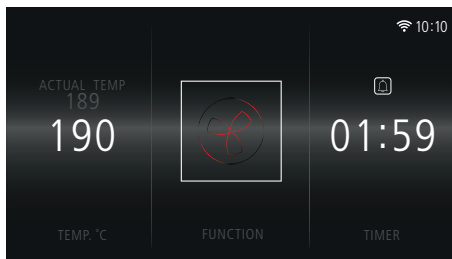 10:10
ACTUAL TEMP
189
190
01:59
TEMP. °C
FUNCTION
TIMER